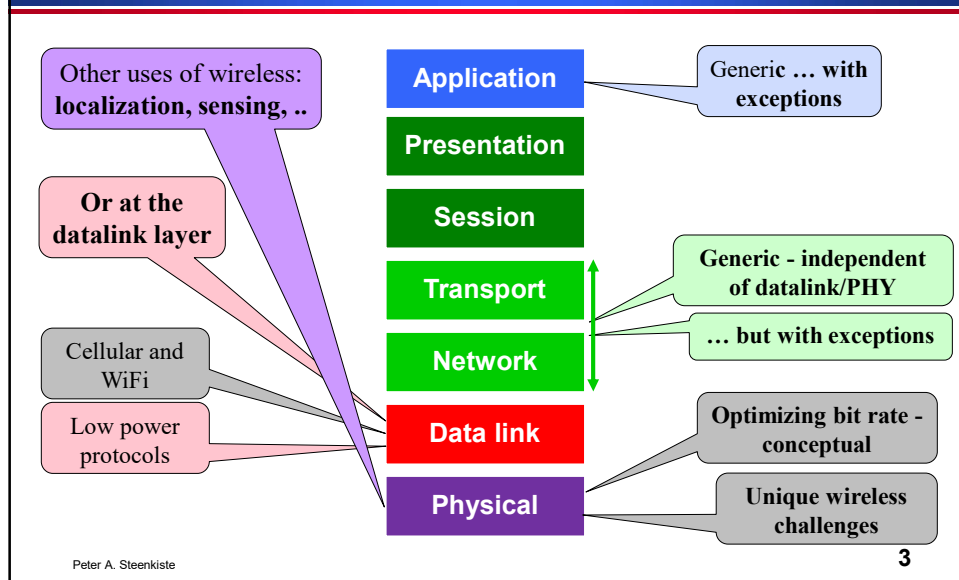 Other uses of wireless:
localization, sensing, ..
Or at the
datalink layer
Cellular and
WiFi
Low power
protocols
Application
Presentation
Session
Transport
Network
Data link
Physical
Generic … with
exceptions
Generic - independent
of datalink/PHY
… but with exceptions
Optimizing bit rate -
conceptual
Unique wireless
challenges
Peter A. Steenkiste
3